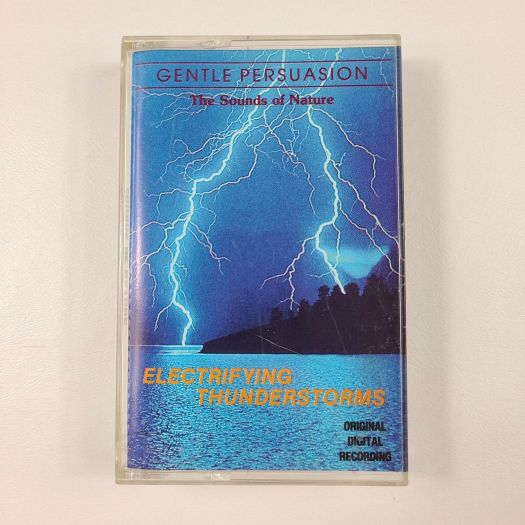 GENTLE PERSUASION
The Sounds of Nature
ELECTRIFYING
THUNDERSTORMS
ORIGINAL
DIGITAL
RECORDING